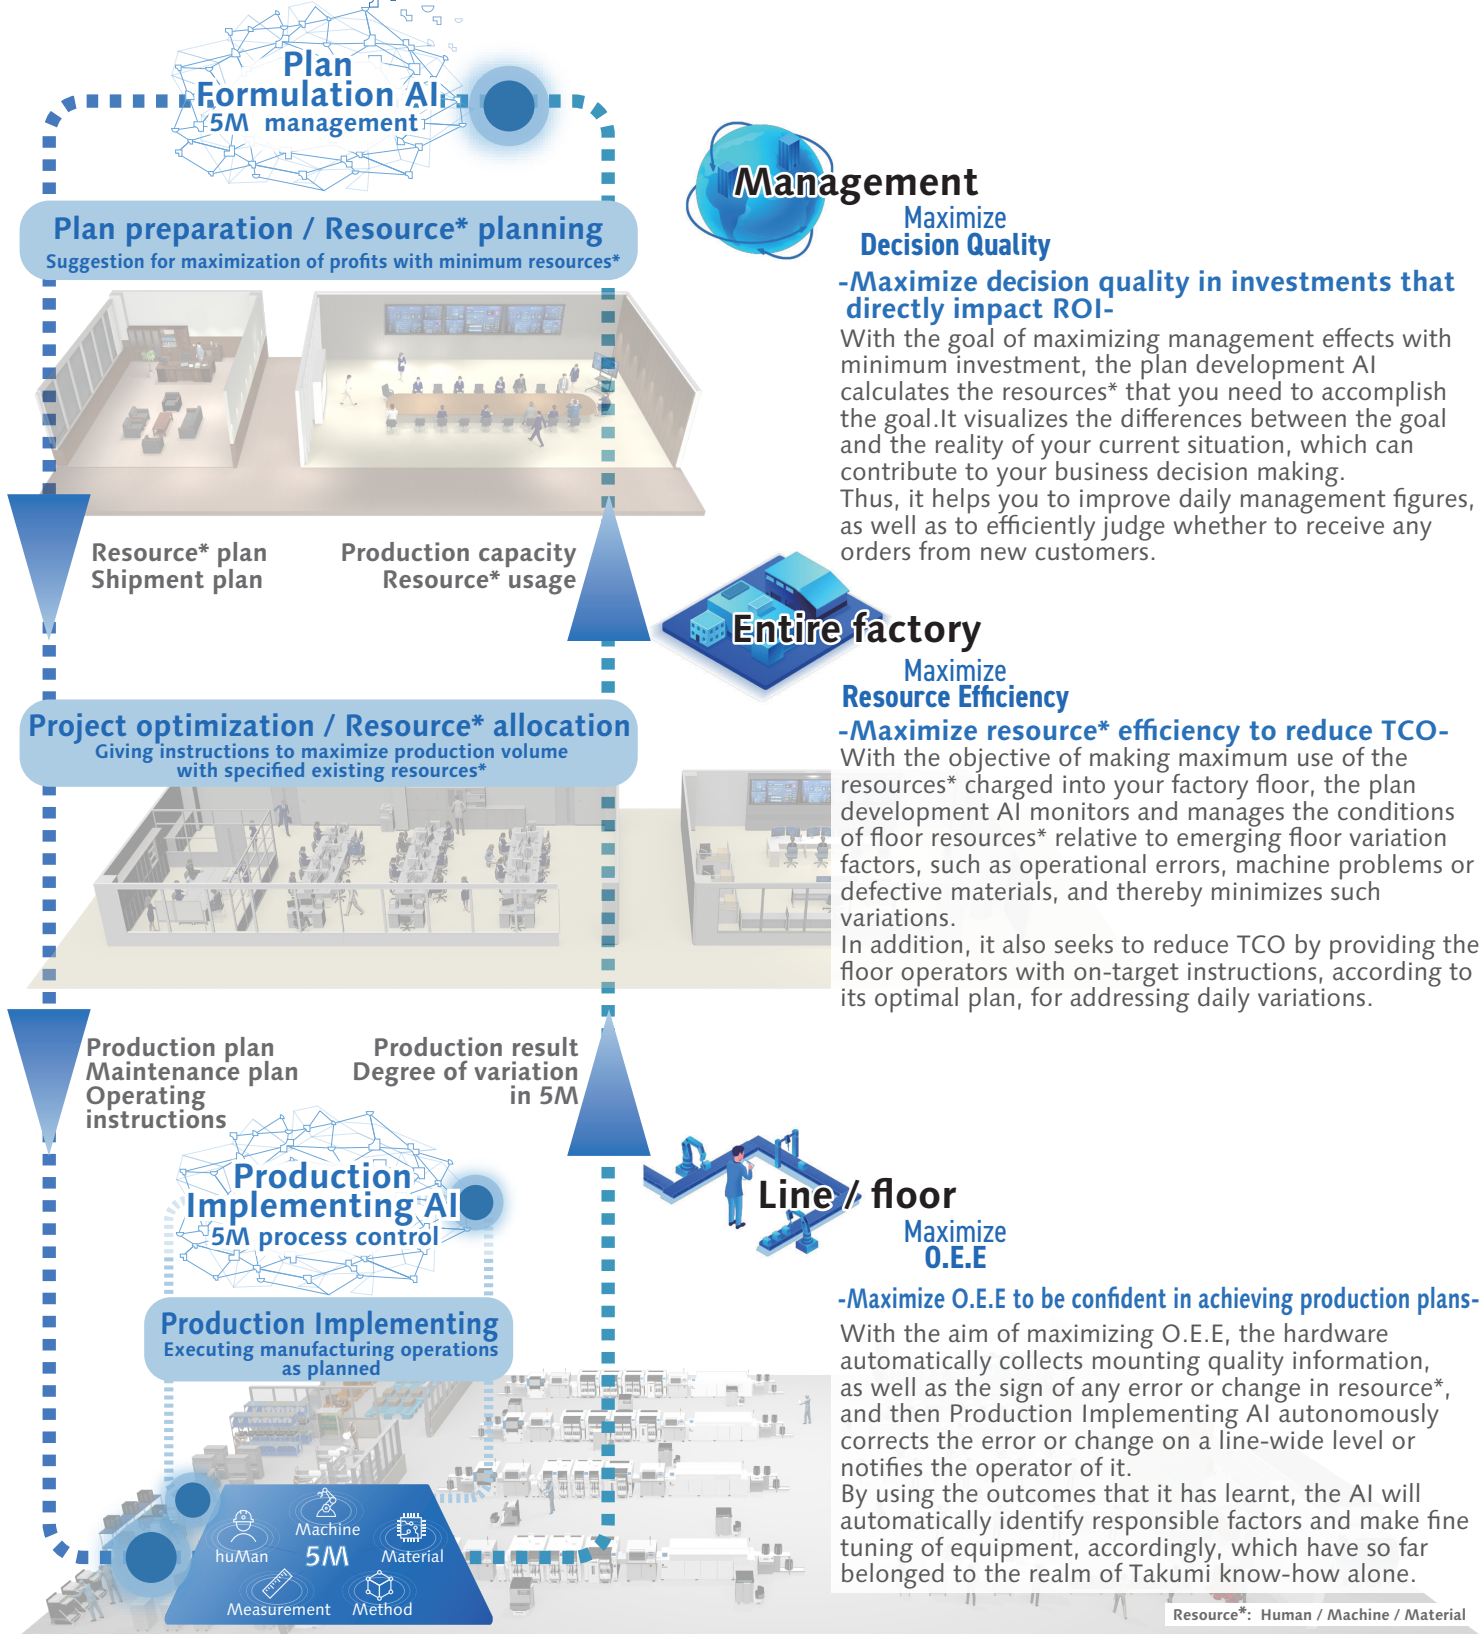 Plan
Formulation AI
5M management
Plan preparation / Resource* planning
Suggestion for maximization of profits with minimum resources*
Management
Maximize
Decision Quality
-Maximize decision quality in investments that
directly impact ROI-
With the goal of maximizing management effects with
minimum investment, the plan development AI
calculates the resources* that you need to accomplish
the goal.It visualizes the differences between the goal
and the reality of your current situation, which can
contribute to your business decision making.
Thus, it helps you to improve daily management figures,
as well as to efficiently judge whether to receive any
orders from new customers.
Resource* plan
Shipment plan
Production capacity
Resource* usage
Entire factory
Maximize
Resource Efficiency
Project optimization / Resource* allocation
Giving instructions to maximize production volume
with specified existing resources*
-Maximize resource* efficiency to reduce TCO-
With the objective of making maximum use of the
resources* charged into your factory floor, the plan
development AI monitors and manages the conditions
of floor resources* relative to emerging floor variation
factors, such as operational errors, machine problems or
defective materials, and thereby minimizes such
variations.
In addition, it also seeks to reduce TCO by providing the
floor operators with on-target instructions, according to
its optimal plan, for addressing daily variations.
Production plan
Maintenance plan
Operating
instructions
Production result
Degree of variation
in 5M
Production
Implementing AI
5M process control
Line / floor
Maximize
O.E.E
Production Implementing
Executing manufacturing operations
as planned
-Maximize O.E.E to be confident in achieving production plans-
With the aim of maximizing O.E.E, the hardware
automatically collects mounting quality information,
as well as the sign of any error or change in resource*,
and then Production Implementing AI autonomously
corrects the error or change on a line-wide level or
notifies the operator of it.
By using the outcomes that it has learnt, the AI will
automatically identify responsible factors and make fine
tuning of equipment, accordingly, which have so far
belonged to the realm of Takumi know-how alone.
Machine
huMan
5M
Material
Measurement
Method
Resource*: Human / Machine / Material